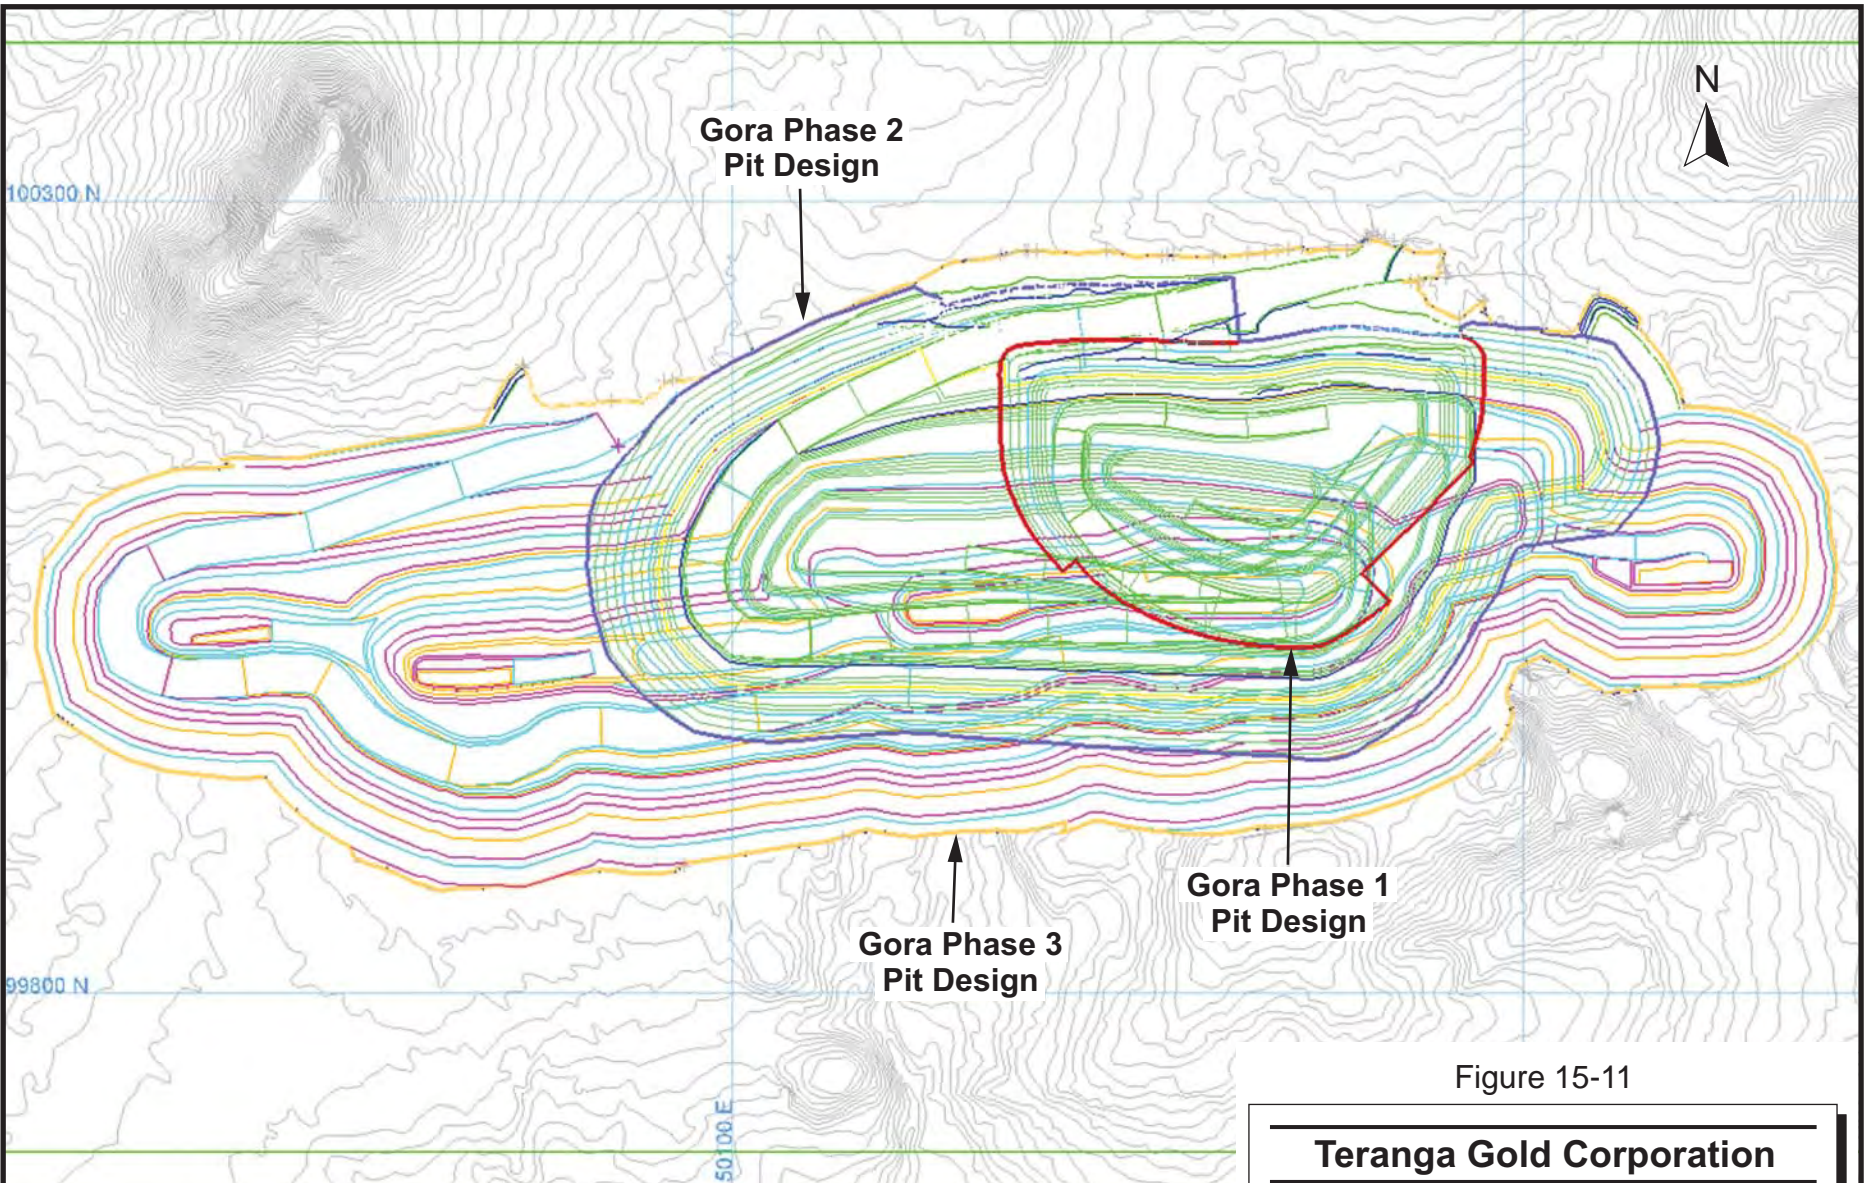 N
Gora Phase 2
Pit Design
100300 N
Gora Phase 1
Pit Design
Gora Phase 3
Pit Design
99800 N
50100 E
Figure 15-11
Teranga Gold Corporation